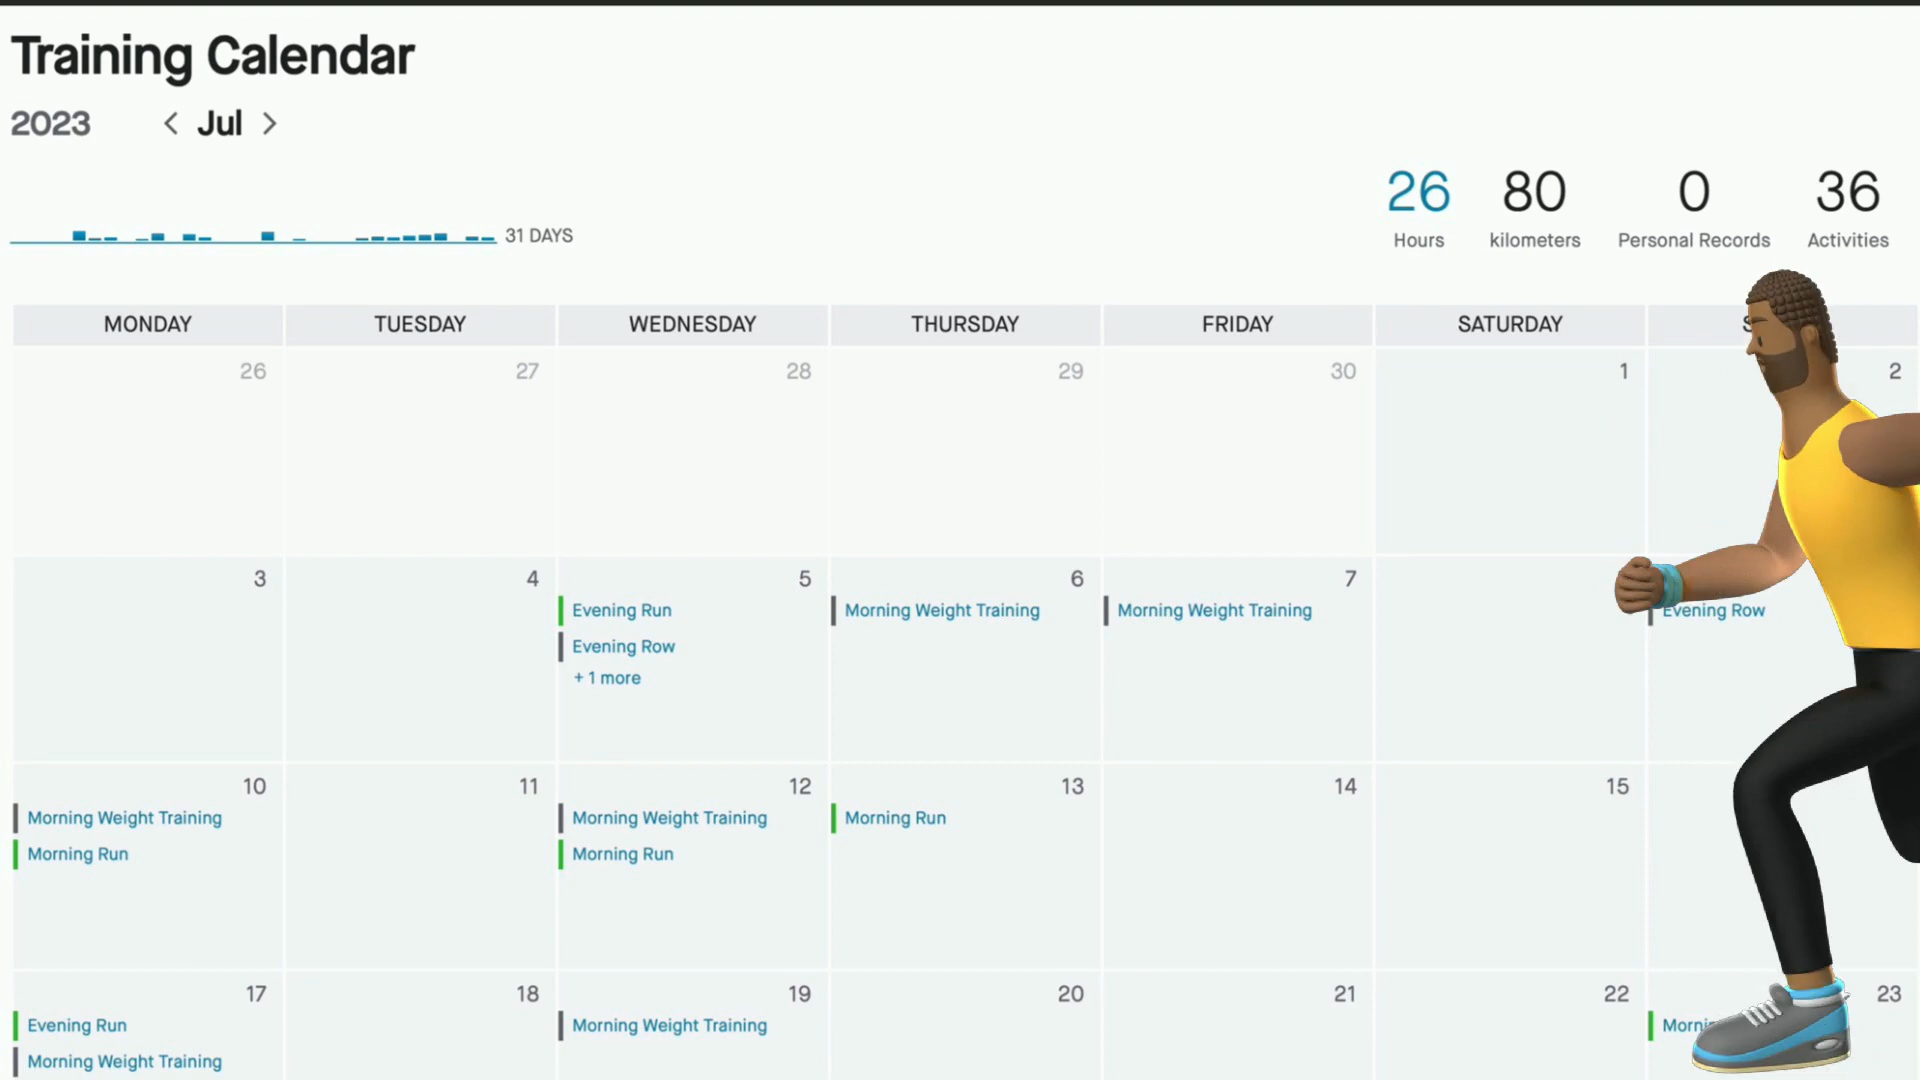 Training Calendar
2023 < Jul >
26 80 0 36
Hours kilometers Personal Records Activities
31 DAYS
MONDAY TUESDAY WEDNESDAY THURSDAY FRIDAY SATURDAY
26 27 28 29 30 1 2
3 4 5 6 7
Evening Run Morning Weight Training Morning Weight Training Evening Row
Evening Row
+ 1 more
10 11 12 13 14 15
Morning Weight Training Morning Weight Training Morning Run
Morning Run Morning Run
17 18 19 20 21 22 23
Evening Run Morning Weight Training
Morning Weight Training